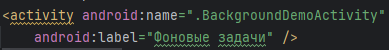 <activity android:name=".BackgroundDemoActivity"
android:label="Фоновые задачи" />